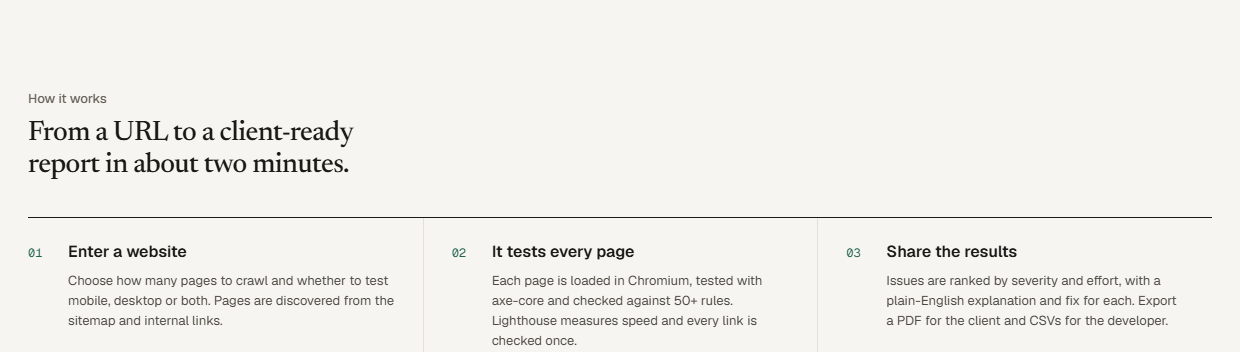 How it works
From a URL to a client-ready
report in about two minutes.
01 Enter a website
Choose how many pages to crawl and whether to test
mobile, desktop or both. Pages are discovered from the
sitemap and internal links.
02 It tests every page
Each page is loaded in Chromium, tested with
axe-core and checked against 50+ rules.
Lighthouse measures speed and every link is
checked once.
03 Share the results
Issues are ranked by severity and effort, with a
plain-English explanation and fix for each. Export
a PDF for the client and CSVs for the developer.